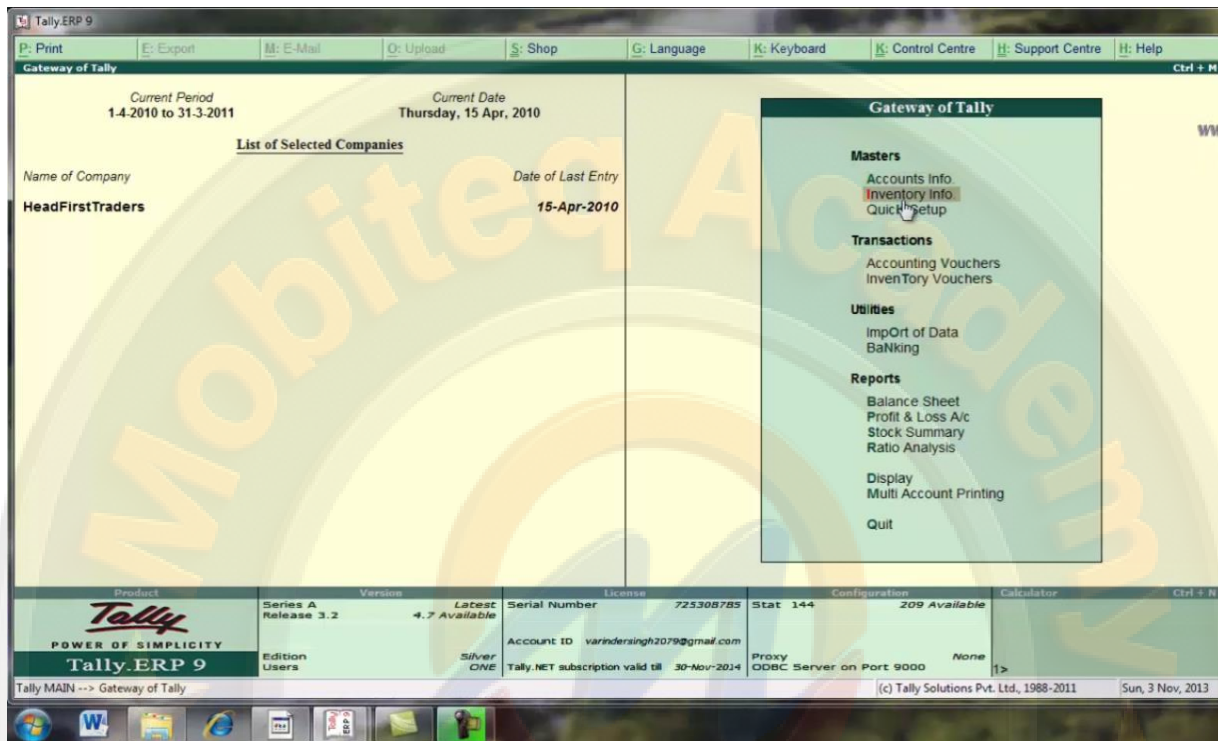 Tally.ERP 9
P: Print E: Export M: E-Mail O: Upload S: Shop G: Language K: Keyboard K: Control Centre H: Support Centre H: Help
Gateway of Tally Ctrl + M
Current Period Current Date
1-4-2010 to 31-3-2011 Thursday, 15 Apr, 2010
List of Selected Companies
Name of Company Date of Last Entry
HeadFirstTraders 15-Apr-2010
Gateway of Tally
Masters
Accounts Info.
Inventory Info.
Quick Setup
Transactions
Accounting Vouchers
InvenTory Vouchers
Utilities
ImpOrt of Data
BaNking
Reports
Balance Sheet
Profit & Loss A/c
Stock Summary
Ratio Analysis
Display
Multi Account Printing
Quit
Mobiteq Academy
Product Version License Configuration Calculator Ctrl + N
Tally
POWER OF SIMPLICITY
Tally.ERP 9
Series A Latest
Release 3.2 4.7 Available
Edition Silver
Users ONE
Serial Number 725308785
Account ID varindersingh2079@gmail.com
Tally.NET subscription valid till 30-Nov-2014
Stat 144 209 Available
Proxy None
ODBC Server on Port 9000
1>
Tally MAIN --> Gateway of Tally (c) Tally Solutions Pvt. Ltd., 1988-2011 Sun, 3 Nov, 2013